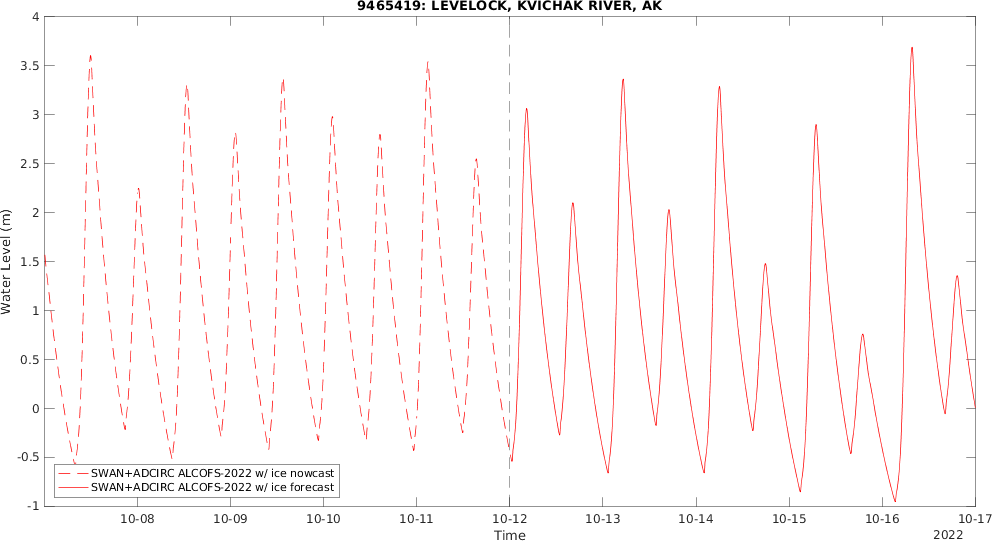 9465419: LEVELOCK, KVICHAK RIVER, AK
4
3.5
3
2.5
2
1.5
1
0.5
0
-0.5
-1
Water Level (m)
SWAN+ADCIRC ALCOFS-2022 w/ ice nowcast
SWAN+ADCIRC ALCOFS-2022 w/ ice forecast
10-08 10-09 10-10 10-11 10-12 10-13 10-14 10-15 10-16 10-17
Time
2022